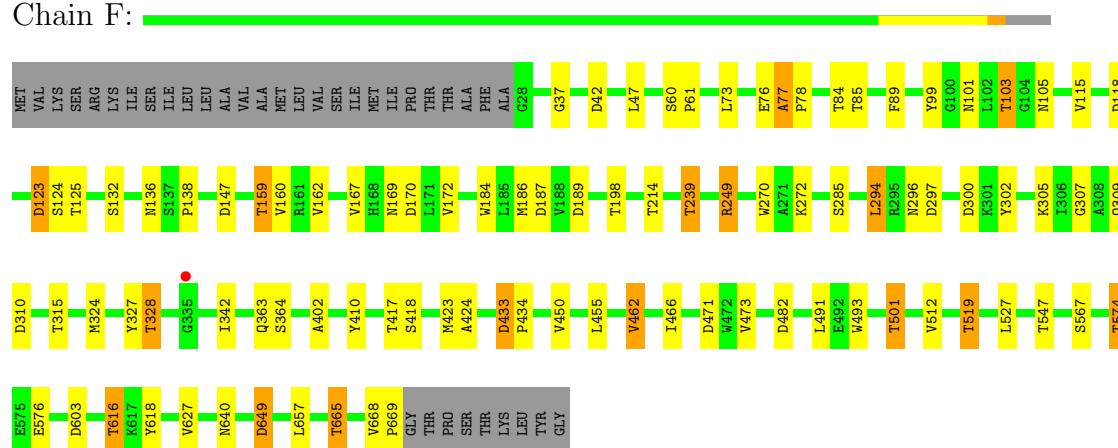 Chain F:
MET VAL LYS SER ARG LYS ILE SER ILE LEU LEU ALA VAL ALA MET LEU VAL SER ILE MET ILE PRO THR THR ALA PHE ALA G28 G37 D42 L47 S60 P61 L73 E76 A77 P78 T84 T85 F89 Y99 G100 N101 L102 T103 G104 N105 V115 D118
D123 S124 T125 S132 N136 S137 P138 D147 T159 V160 R161 V162 V167 H168 N169 D170 L171 V172 W184 L185 M186 D187 V188 D189 T198 T214 T239 R249 W270 A271 K272 S285 L294 R295 N296 D297 D300 K301 Y302 K305 I306 G307 A308 D309
D310 T315 M324 Y327 T328 G335 I342 Q363 S364 A402 Y410 T417 S418 M423 A424 D433 P434 V450 L455 V462 I466 D471 W472 V473 D482 L491 E492 W493 T501 V512 T519 L527 T547 S567 T574
E575 E576 D603 T616 K617 Y618 V627 N640 D649 L657 T665 V668 P669 GLY THR PRO SER THR LYS LEU TYR GLY